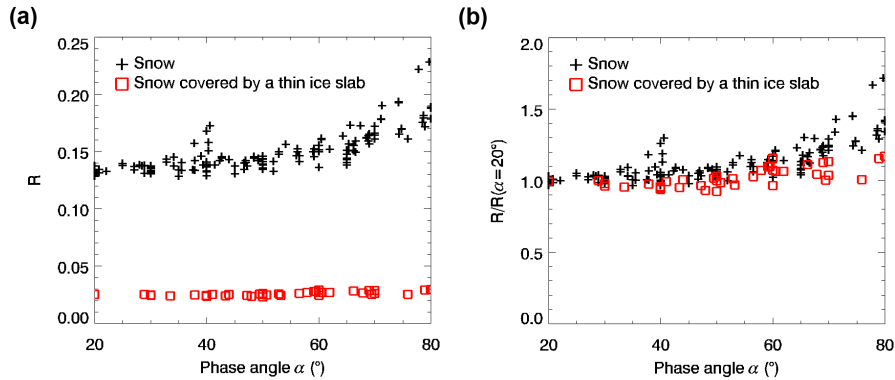 (a)
0.25
0.20
0.15
0.10
0.05
0.00
R
Snow
Snow covered by a thin ice slab
20
40
60
80
Phase angle α (°)
(b)
2.0
1.5
1.0
0.5
0.0
R/R(α=20°)
Snow
Snow covered by a thin ice slab
20
40
60
80
Phase angle α (°)